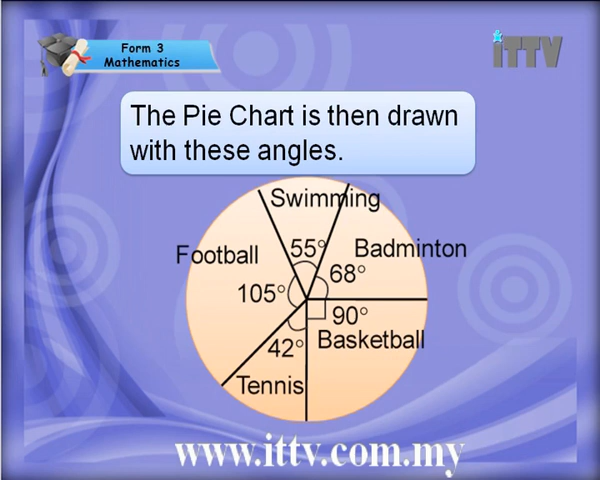 Form 3
Mathematics
iTTV
The Pie Chart is then drawn
with these angles.
Swimming
Football
55°
Badminton
68°
105°
90°
42°
Basketball
Tennis
www.ittv.com.my